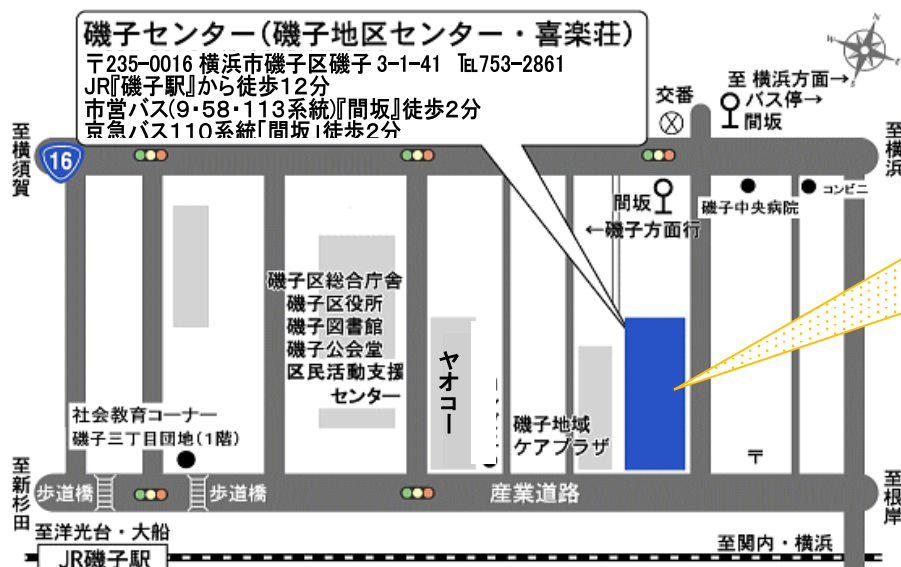 磯子センター(磯子地区センター・喜楽荘)
〒235-0016 横浜市磯子区磯子 3-1-41 ℡753-2861
JR『磯子駅』から徒歩12分
市営バス(9・58・113系統)『間坂』徒歩2分
京急バス110系統「間坂」徒歩2分
N
E
S
至 横浜方面→
バス停→
間坂
交番
至横須賀
16
至横浜
間坂
←磯子方面行
磯子中央病院
コンビニ
磯子区総合庁舎
磯子区役所
磯子図書館
磯子公会堂
区民活動支援
センター
ヤオコー
磯子地域
ケアプラザ
社会教育コーナー
磯子三丁目団地(1階)
〒
至新杉田
歩道橋
歩道橋
産業道路
至根岸
至洋光台・大船
JR磯子駅
至関内・横浜